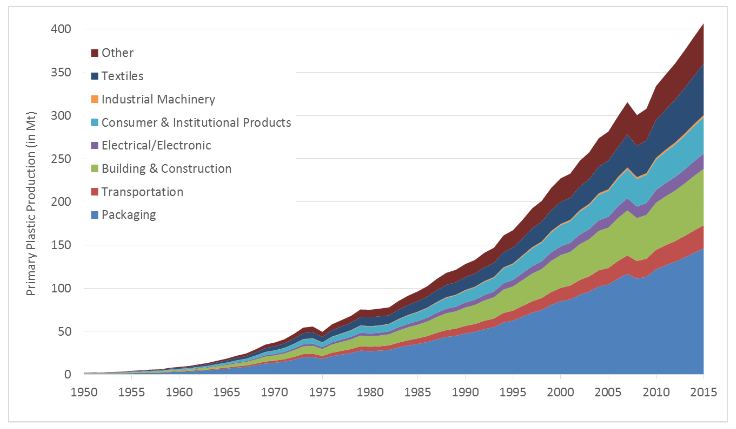 Primary Plastic Production (in Mt)
400
350
300
250
200
150
100
50
0
Other
Textiles
Industrial Machinery
Consumer & Institutional Products
Electrical/Electronic
Building & Construction
Transportation
Packaging
1950 1955 1960 1965 1970 1975 1980 1985 1990 1995 2000 2005 2010 2015